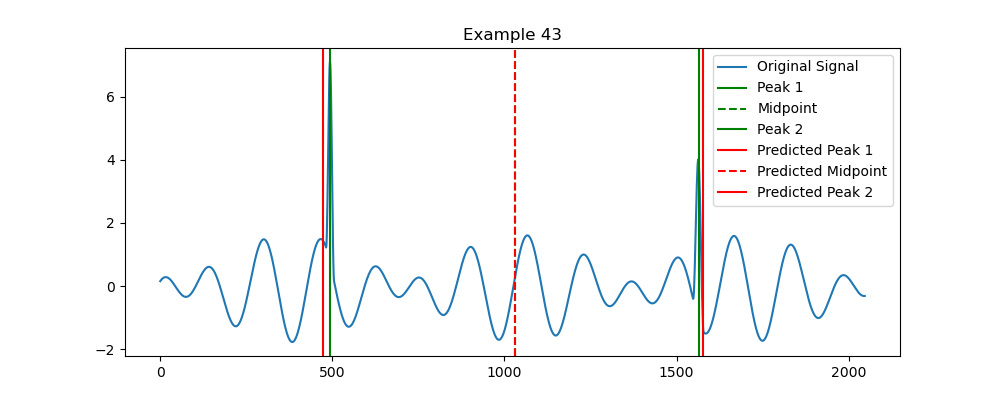 Example 43
Original Signal
Peak 1
Midpoint
Peak 2
Predicted Peak 1
Predicted Midpoint
Predicted Peak 2
6
4
2
0
−2
0
500
1000
1500
2000